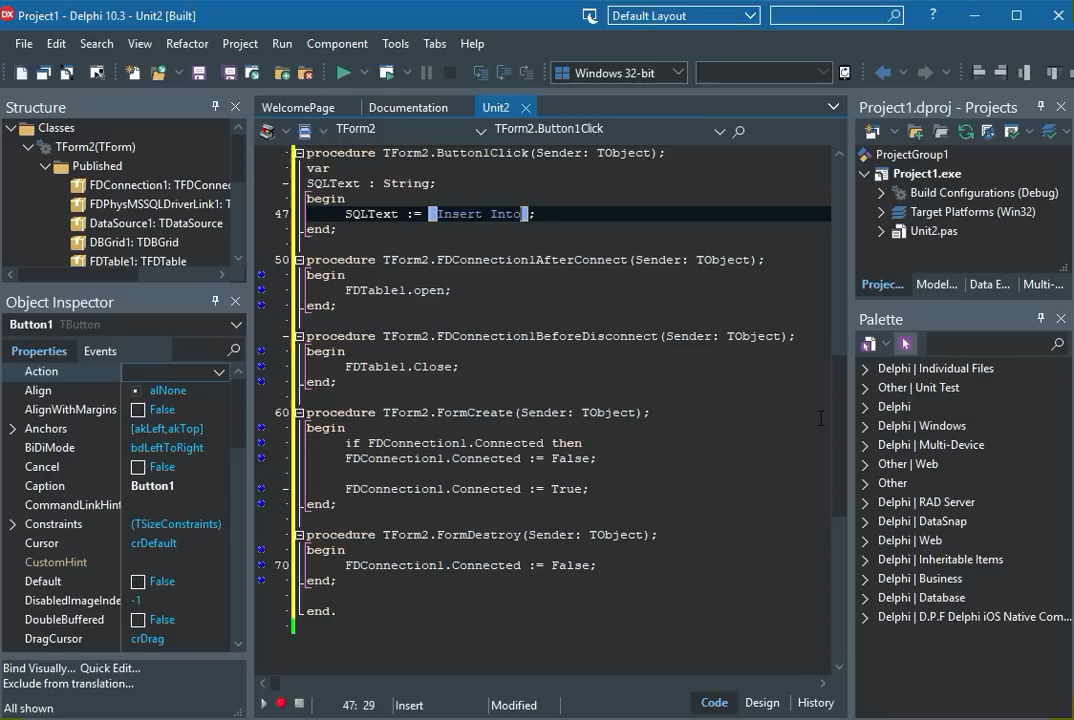 Project1 - Delphi 10.3 - Unit2 [Built]
Default Layout
File Edit Search View Refactor Project Run Component Tools Tabs Help
Windows 32-bit
Structure
Classes
TForm2(TForm)
Published
FDConnection1: TFDConnec
FDPhysMSSQLDriverLink1: T
DataSource1: TDataSource
DBGrid1: TDBGrid
FDTable1: TFDTable
Object Inspector
Button1 TButton
Properties Events
Action
Align alNone
AlignWithMargins False
Anchors [akLeft,akTop]
BiDiMode bdLeftToRight
Cancel False
Caption Button1
CommandLinkHint
Constraints (TSizeConstraints)
Cursor crDefault
CustomHint
Default False
DisabledImageInde -1
DoubleBuffered False
DragCursor crDrag
Bind Visually... Quick Edit...
Exclude from translation...
All shown
WelcomePage Documentation Unit2
TForm2 TForm2.Button1Click
procedure TForm2.Button1Click(Sender: TObject);
var
SQLText : String;
begin
47 SQLText := 'Insert Into';
end;
50 procedure TForm2.FDConnection1AfterConnect(Sender: TObject);
begin
FDTable1.open;
end;
procedure TForm2.FDConnection1BeforeDisconnect(Sender: TObject);
begin
FDTable1.Close;
end;
60 procedure TForm2.FormCreate(Sender: TObject);
begin
if FDConnection1.Connected then
FDConnection1.Connected := False;
FDConnection1.Connected := True;
end;
procedure TForm2.FormDestroy(Sender: TObject);
begin
70 FDConnection1.Connected := False;
end;
end.
47: 29 Insert Modified
Code Design History
Project1.dproj - Projects
ProjectGroup1
Project1.exe
Build Configurations (Debug)
Target Platforms (Win32)
Unit2.pas
Projec... Model... Data E... Multi-...
Palette
Delphi | Individual Files
Other | Unit Test
Delphi
Delphi | Windows
Delphi | Multi-Device
Other | Web
Other
Delphi | RAD Server
Delphi | DataSnap
Delphi | Web
Delphi | Inheritable Items
Delphi | Business
Delphi | Database
Delphi | D.P.F Delphi iOS Native Com...